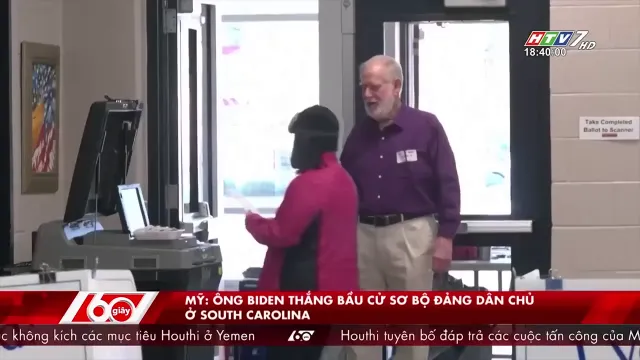 HTV7 HD
18:40:00
Take Completed
Ballot to Scanner
60 giây
MỸ: ÔNG BIDEN THẮNG BẦU CỬ SƠ BỘ ĐẢNG DÂN CHỦ
Ở SOUTH CAROLINA
c không kích các mục tiêu Houthi ở Yemen
Houthi tuyên bố đáp trả các cuộc tấn công của M